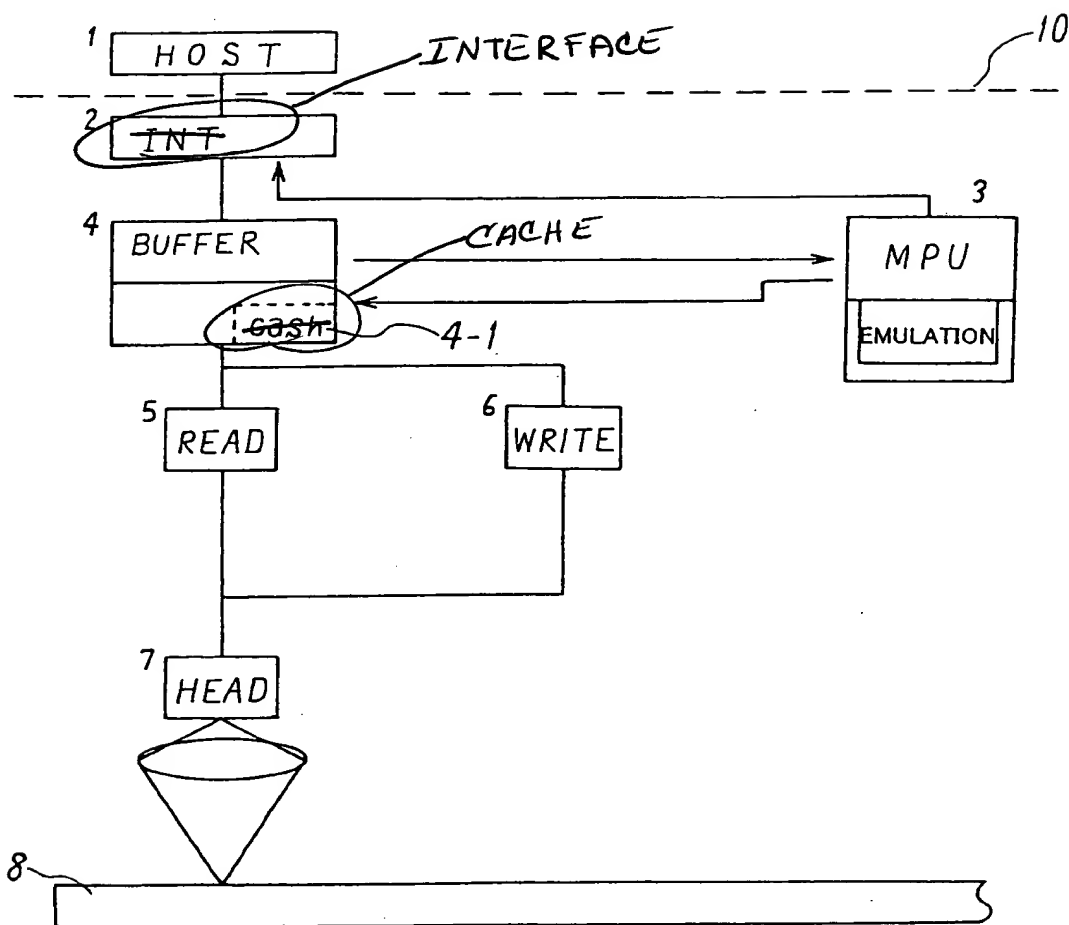 1
HOST
INTERFACE
10
2
INT
3
4
BUFFER
CACHE
MPU
cash
4-1
EMULATION
5
READ
6
WRITE
7
HEAD
8